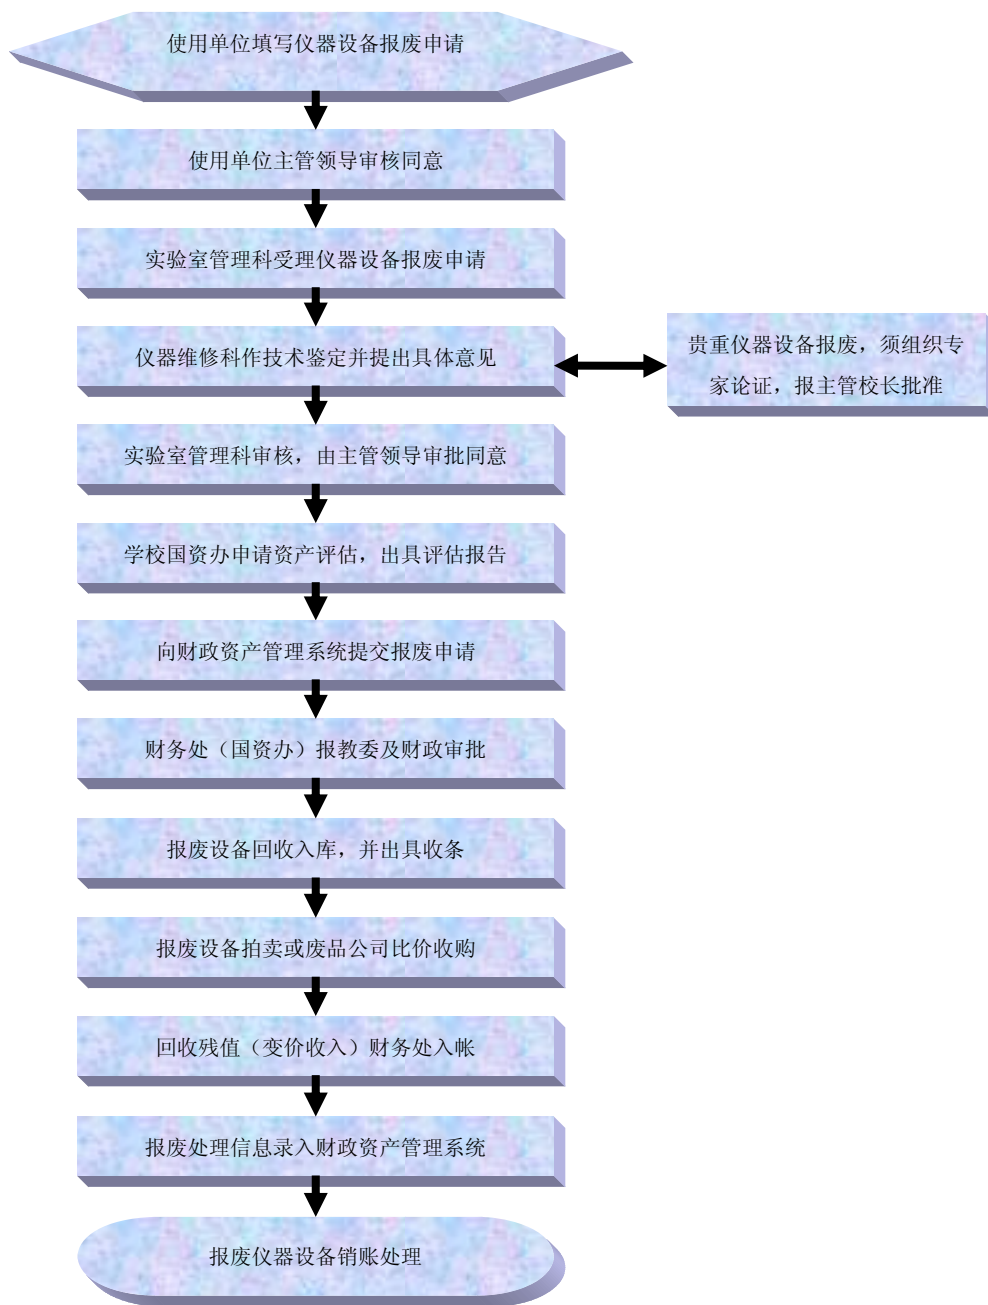 使用单位填写仪器设备报废申请
使用单位主管领导审核同意
实验室管理科受理仪器设备报废申请
仪器维修科作技术鉴定并提出具体意见
贵重仪器设备报废，须组织专
家论证，报主管校长批准
实验室管理科审核，由主管领导审批同意
学校国资办申请资产评估，出具评估报告
向财政资产管理系统提交报废申请
财务处（国资办）报教委及财政审批
报废设备回收入库，并出具收条
报废设备拍卖或废品公司比价收购
回收残值（变价收入）财务处入帐
报废处理信息录入财政资产管理系统
报废仪器设备销账处理